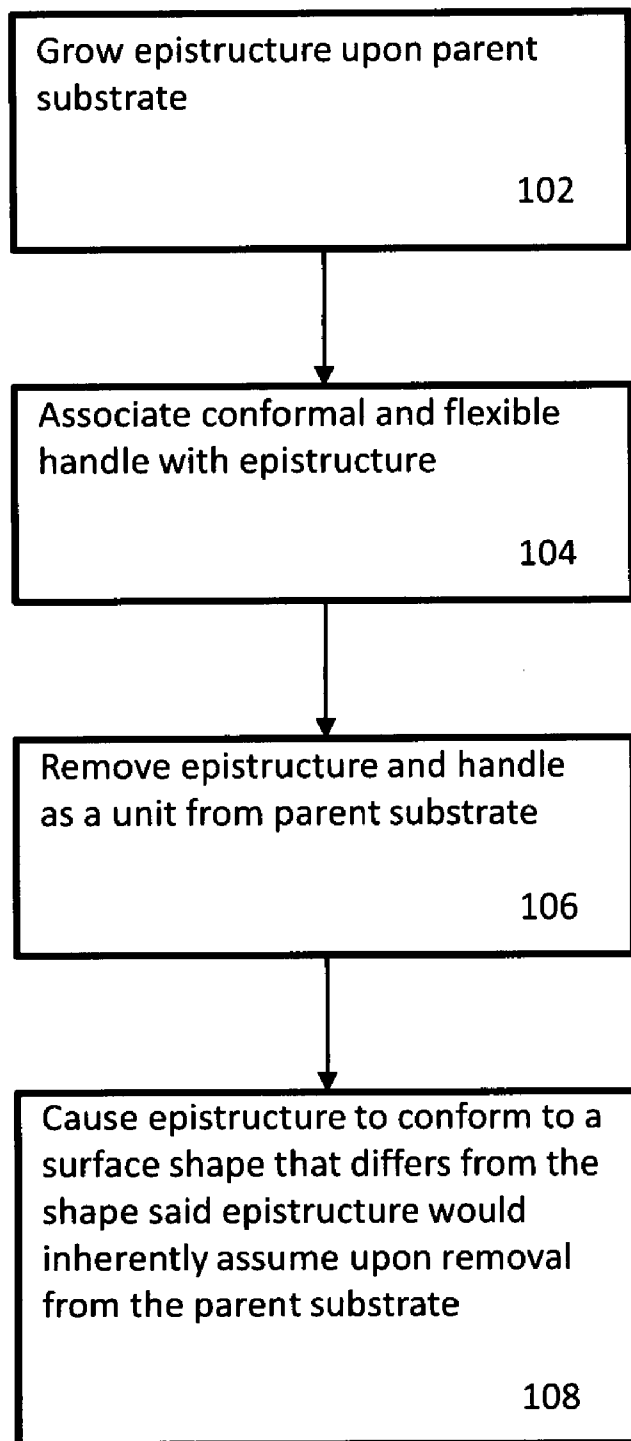 Grow epistructure upon parent
substrate
102
Associate conformal and flexible
handle with epistructure
104
Remove epistructure and handle
as a unit from parent substrate
106
Cause epistructure to conform to a
surface shape that differs from the
shape said epistructure would
inherently assume upon removal
from the parent substrate
108